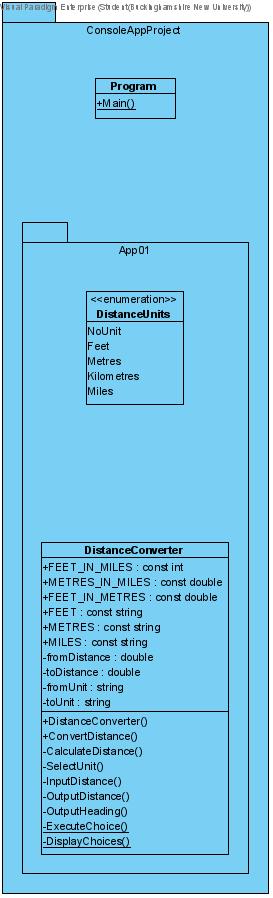 Visual Paradigm Enterprise (Student(Buckinghamshire New University))
ConsoleAppProject
Program
+Main()
App01
<<enumeration>>
DistanceUnits
NoUnit
Feet
Metres
Kilometres
Miles
DistanceConverter
+FEET_IN_MILES : const int
+METRES_IN_MILES : const double
+FEET_IN_METRES : const double
+FEET : const string
+METRES : const string
+MILES : const string
-fromDistance : double
-toDistance : double
-fromUnit : string
-toUnit : string
+DistanceConverter()
+ConvertDistance()
-CalculateDistance()
-SelectUnit()
-InputDistance()
-OutputDistance()
-OutputHeading()
-ExecuteChoice()
-DisplayChoices()